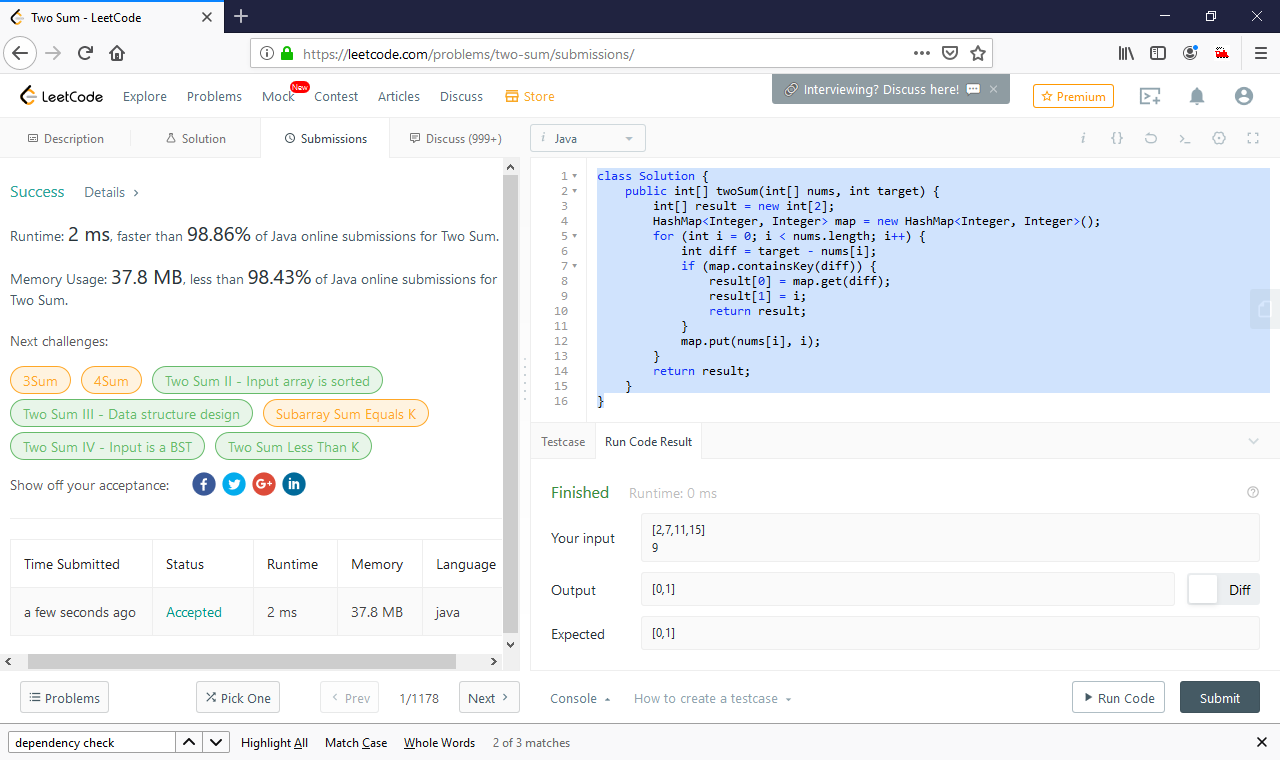 Two Sum - LeetCode
https://leetcode.com/problems/two-sum/submissions/
LeetCode Explore Problems Mock New Contest Articles Discuss Store Interviewing? Discuss here! Premium
Description Solution Submissions Discuss (999+) i Java
Success Details
Runtime: 2 ms, faster than 98.86% of Java online submissions for Two Sum.
Memory Usage: 37.8 MB, less than 98.43% of Java online submissions for
Two Sum.
Next challenges:
3Sum 4Sum Two Sum II - Input array is sorted
Two Sum III - Data structure design Subarray Sum Equals K
Two Sum IV - Input is a BST Two Sum Less Than K
Show off your acceptance: f G+ in
Time Submitted Status Runtime Memory Language
a few seconds ago Accepted 2 ms 37.8 MB java
1 class Solution {
2 public int[] twoSum(int[] nums, int target) {
3 int[] result = new int[2];
4 HashMap<Integer, Integer> map = new HashMap<Integer, Integer>();
5 for (int i = 0; i < nums.length; i++) {
6 int diff = target - nums[i];
7 if (map.containsKey(diff)) {
8 result[0] = map.get(diff);
9 result[1] = i;
10 return result;
11 }
12 map.put(nums[i], i);
13 }
14 return result;
15 }
16 }
Testcase Run Code Result
Finished Runtime: 0 ms
Your input
[2,7,11,15]
9
Output [0,1] Diff
Expected [0,1]
Problems Pick One Prev 1/1178 Next Console How to create a testcase Run Code Submit
dependency check Highlight All Match Case Whole Words 2 of 3 matches